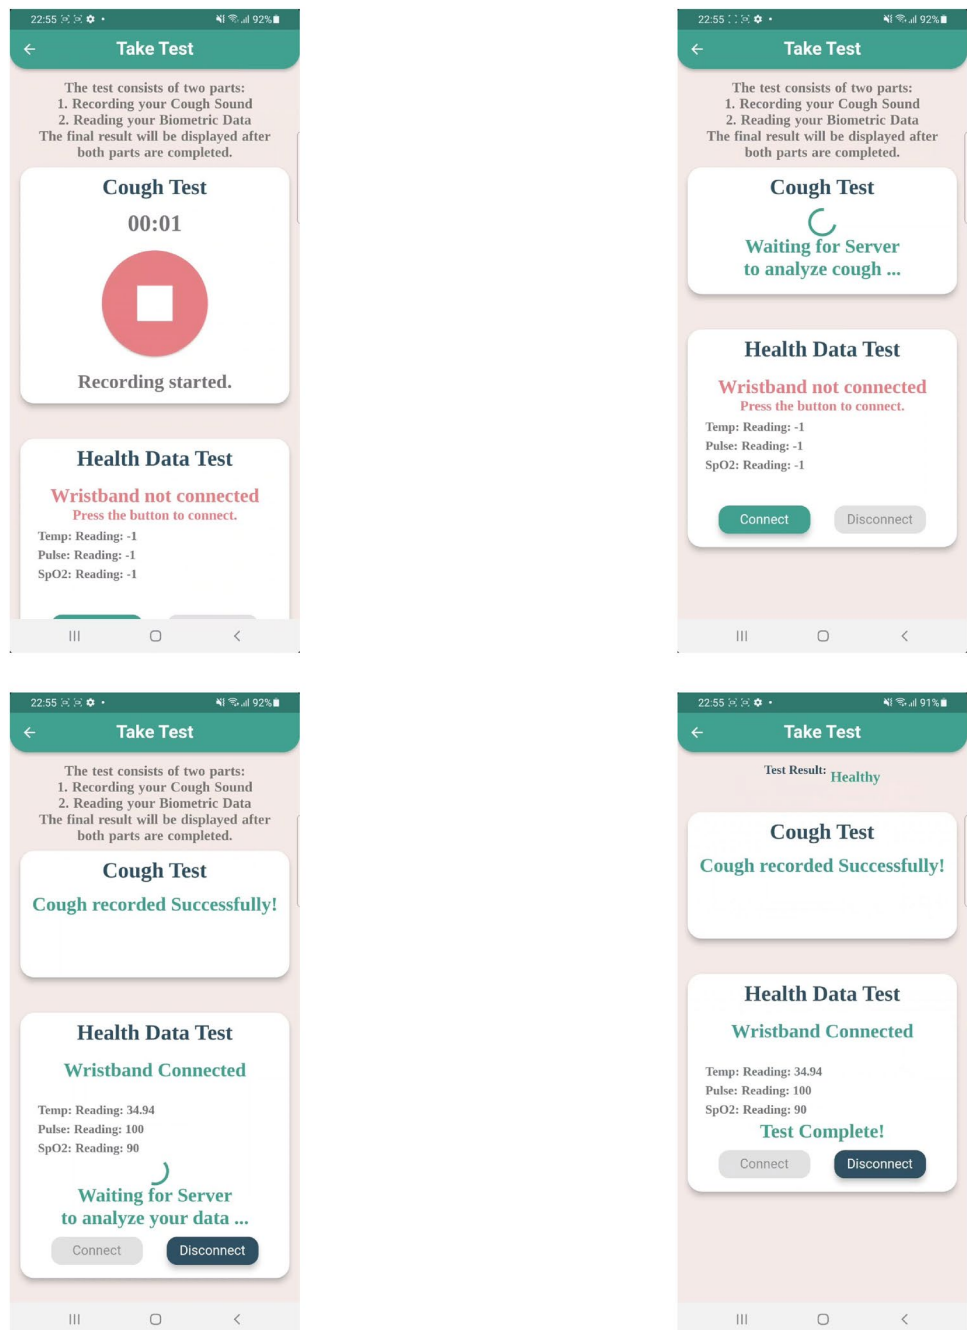 22:55
92%
Take Test
The test consists of two parts:
1. Recording your Cough Sound
2. Reading your Biometric Data
The final result will be displayed after
both parts are completed.
Cough Test
00:01
Recording started.
Health Data Test
Wristband not connected
Press the button to connect.
Temp: Reading: -1
Pulse: Reading: -1
SpO2: Reading: -1
22:55
92%
Take Test
The test consists of two parts:
1. Recording your Cough Sound
2. Reading your Biometric Data
The final result will be displayed after
both parts are completed.
Cough Test
Waiting for Server
to analyze cough ...
Health Data Test
Wristband not connected
Press the button to connect.
Temp: Reading: -1
Pulse: Reading: -1
SpO2: Reading: -1
Connect Disconnect
22:55
92%
Take Test
The test consists of two parts:
1. Recording your Cough Sound
2. Reading your Biometric Data
The final result will be displayed after
both parts are completed.
Cough Test
Cough recorded Successfully!
Health Data Test
Wristband Connected
Temp: Reading: 34.94
Pulse: Reading: 100
SpO2: Reading: 90
Waiting for Server
to analyze your data ...
Connect Disconnect
22:55
91%
Take Test
Test Result: Healthy
Cough Test
Cough recorded Successfully!
Health Data Test
Wristband Connected
Temp: Reading: 34.94
Pulse: Reading: 100
SpO2: Reading: 90
Test Complete!
Connect Disconnect